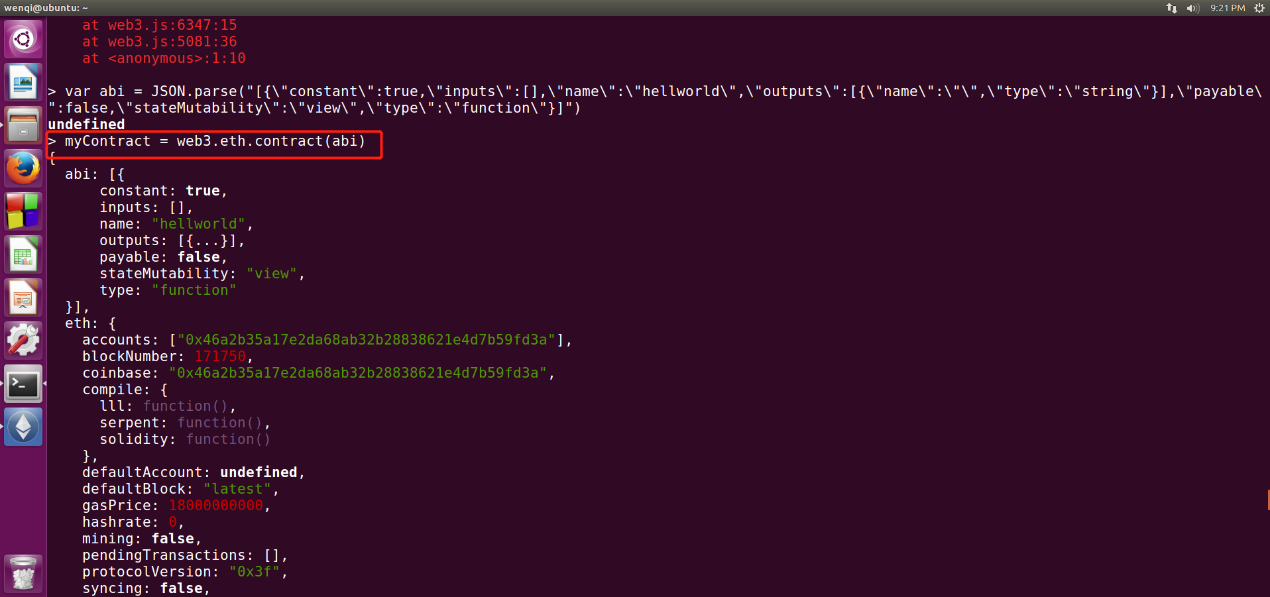 wenqi@ubuntu: ~
9:21 PM
at web3.js:6347:15
at web3.js:5081:36
at <anonymous>:1:10
> var abi = JSON.parse("[{\"constant\":true,\"inputs\":[],\"name\":\"hellworld\",\"outputs\":[{\"name\":\"\",\"type\":\"string\"}],\"payable\
":false,\"stateMutability\":\"view\",\"type\":\"function\"}]")
undefined
> myContract = web3.eth.contract(abi)
{
abi: [{
constant: true,
inputs: [],
name: "hellworld",
outputs: [{...}],
payable: false,
stateMutability: "view",
type: "function"
}],
eth: {
accounts: ["0x46a2b35a17e2da68ab32b28838621e4d7b59fd3a"],
blockNumber: 171750,
coinbase: "0x46a2b35a17e2da68ab32b28838621e4d7b59fd3a",
compile: {
lll: function(),
serpent: function(),
solidity: function()
},
defaultAccount: undefined,
defaultBlock: "latest",
gasPrice: 18000000000,
hashrate: 0,
mining: false,
pendingTransactions: [],
protocolVersion: "0x3f",
syncing: false,